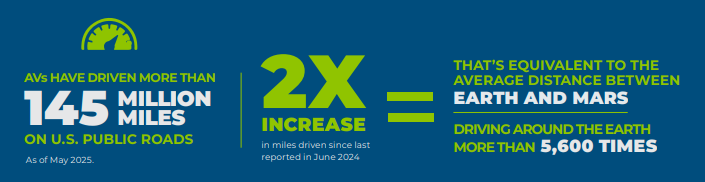 AVs HAVE DRIVEN MORE THAN
145 MILLION
MILES
ON U.S. PUBLIC ROADS
As of May 2025.
2X
INCREASE
in miles driven since last
reported in June 2024
=
THAT'S EQUIVALENT TO THE
AVERAGE DISTANCE BETWEEN
EARTH AND MARS
DRIVING AROUND THE EARTH
MORE THAN 5,600 TIMES